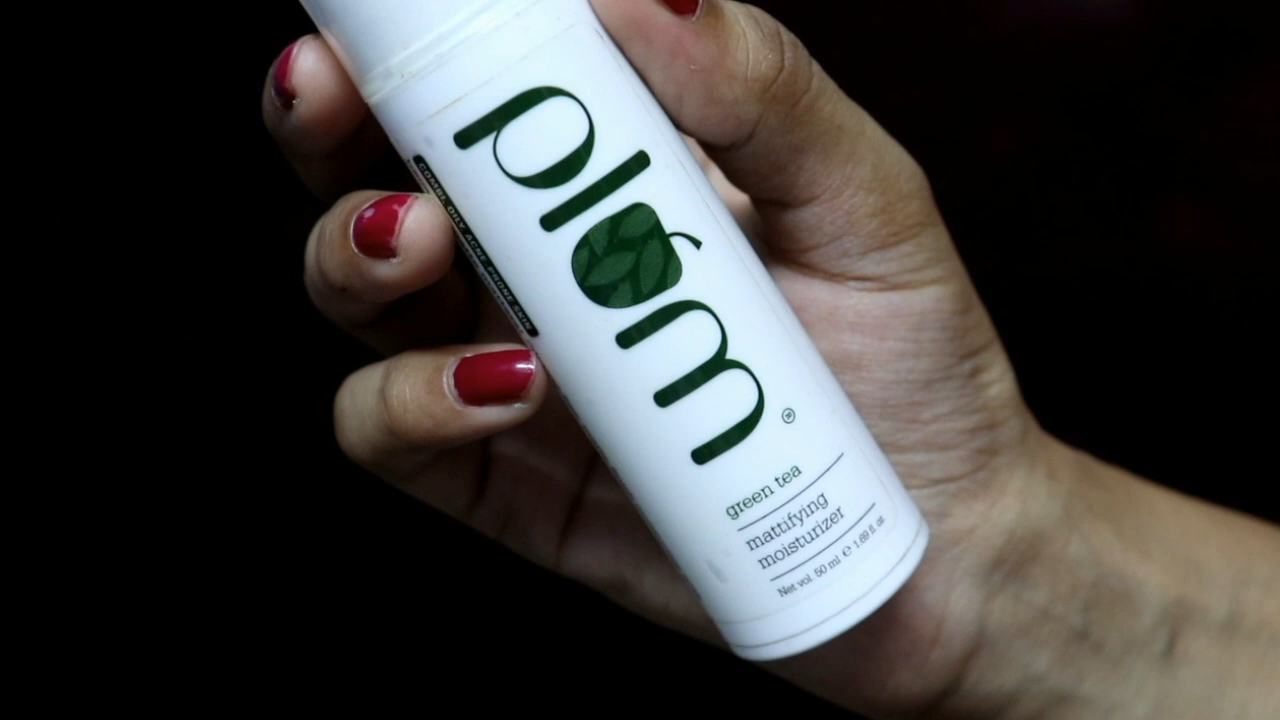 plum
®
green tea
mattifying
moisturizer
Net vol. 50 ml ℮ 1.69 fl. oz.
COMBI, OILY, ACNE-PRONE SKIN